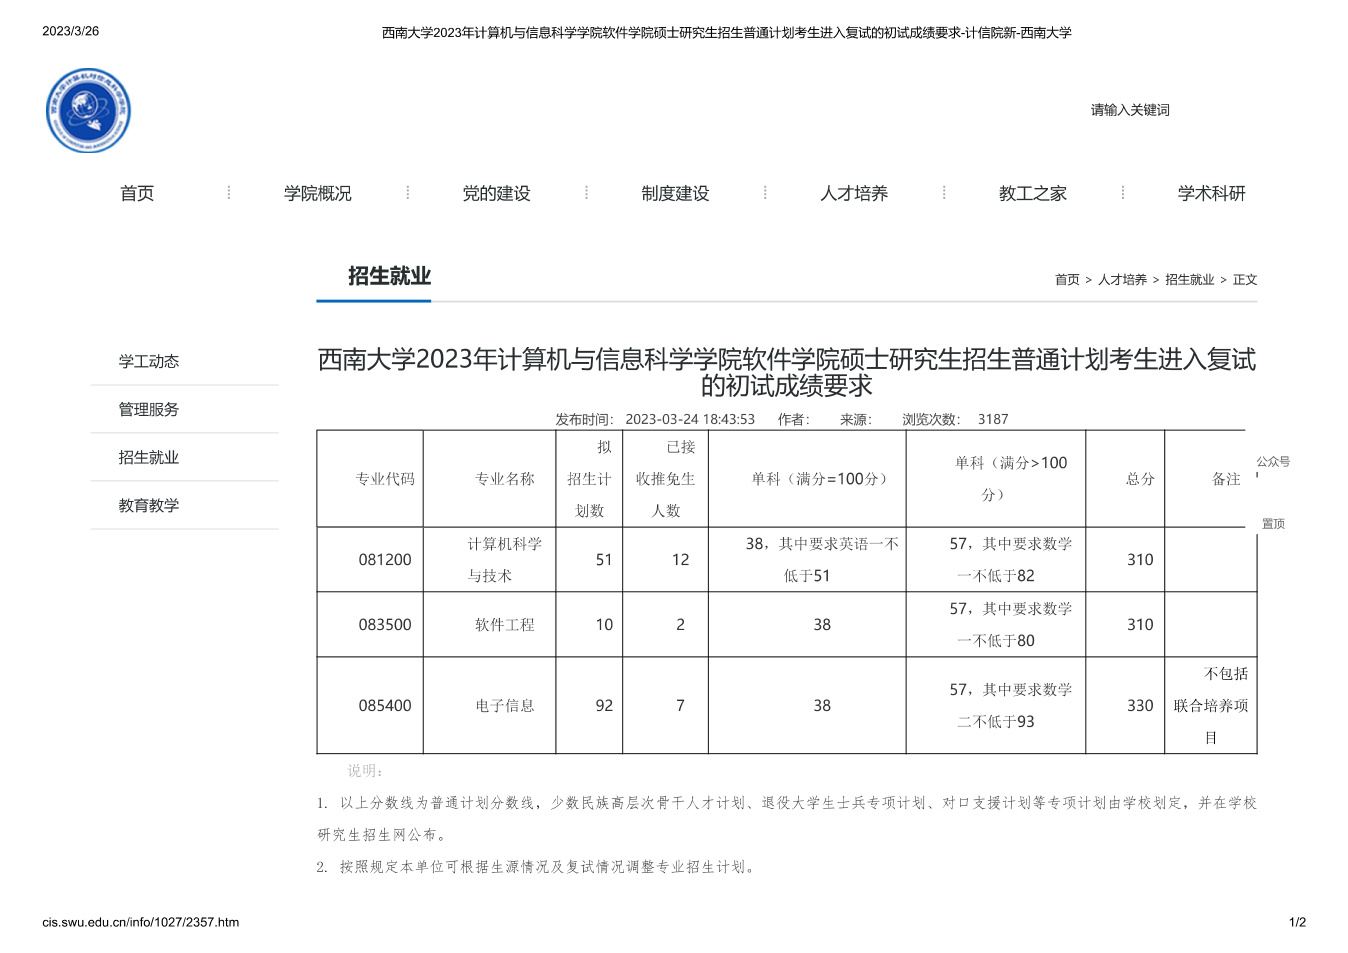 2023/3/26
西南大学2023年计算机与信息科学学院软件学院硕士研究生招生普通计划考生进入复试的初试成绩要求-计信院新-西南大学
请输入关键词
首页 学院概况 党的建设 制度建设 人才培养 教工之家 学术科研
招生就业
首页 > 人才培养 > 招生就业 > 正文
学工动态
管理服务
招生就业
教育教学
西南大学2023年计算机与信息科学学院软件学院硕士研究生招生普通计划考生进入复试
的初试成绩要求
发布时间： 2023-03-24 18:43:53 作者： 来源： 浏览次数： 3187
专业代码 专业名称 拟招生计划数 已接收推免生人数 单科（满分=100分） 单科（满分>100分） 总分 备注
081200 计算机科学与技术 51 12 38，其中要求英语一不低于51 57，其中要求数学一不低于82 310
083500 软件工程 10 2 38 57，其中要求数学一不低于80 310
085400 电子信息 92 7 38 57，其中要求数学二不低于93 330 不包括联合培养项目
公众号
置顶
说明：
1. 以上分数线为普通计划分数线，少数民族高层次骨干人才计划、退役大学生士兵专项计划、对口支援计划等专项计划由学校划定，并在学校
研究生招生网公布。
2. 按照规定本单位可根据生源情况及复试情况调整专业招生计划。
cis.swu.edu.cn/info/1027/2357.htm
1/2